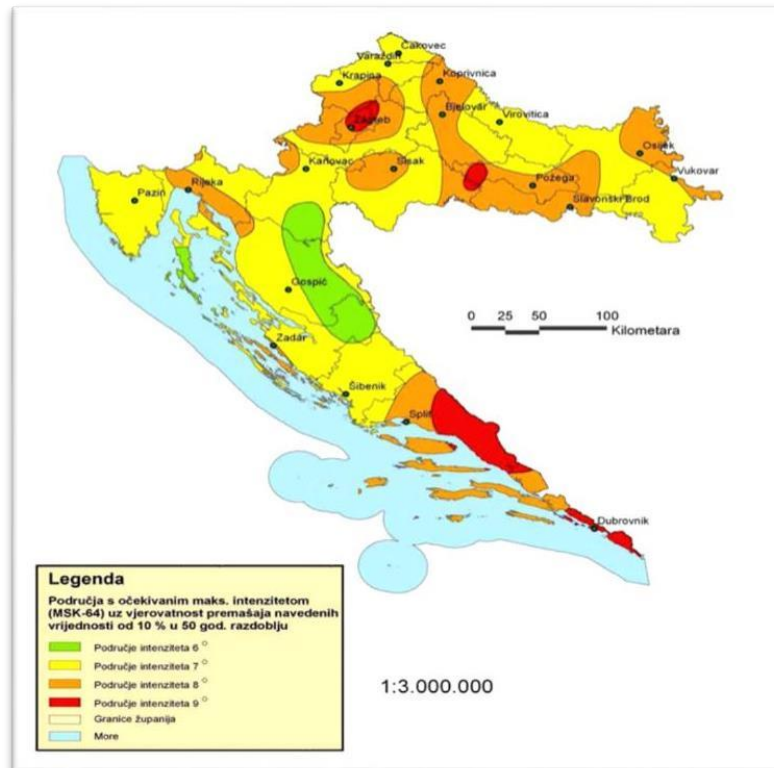 Čakovec
Varaždin
Krapina
Koprivnica
Zagreb
Bjelovar
Virovitica
Karlovac
Sisak
Osijek
Vukovar
Požega
Slavonski Brod
Pazin
Rijeka
Gospić
Zadar
Šibenik
Split
Dubrovnik
0 25 50 100
Kilometara
Legenda
Područja s očekivanim maks. intenzitetom
(MSK-64) uz vjerovatnost premašaja navedenih
vrijednosti od 10 % u 50 god. razdoblju
Područje intenziteta 6 °
Područje intenziteta 7 °
Područje intenziteta 8 °
Područje intenziteta 9 °
Granice županija
More
1:3.000.000